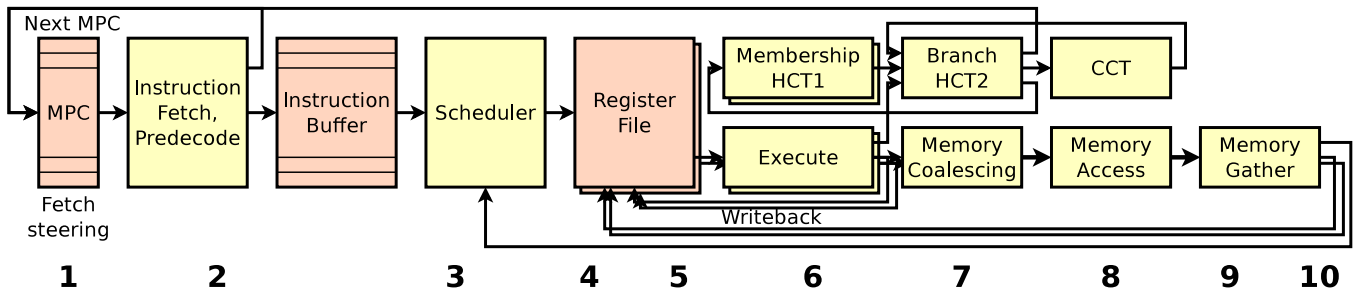 Next MPC
MPC
Instruction
Fetch,
Predecode
Instruction
Buffer
Scheduler
Register
File
Membership
HCT1
Branch
HCT2
CCT
Execute
Memory
Coalescing
Memory
Access
Memory
Gather
Fetch
steering
Writeback
1 2 3 4 5 6 7 8 9 10